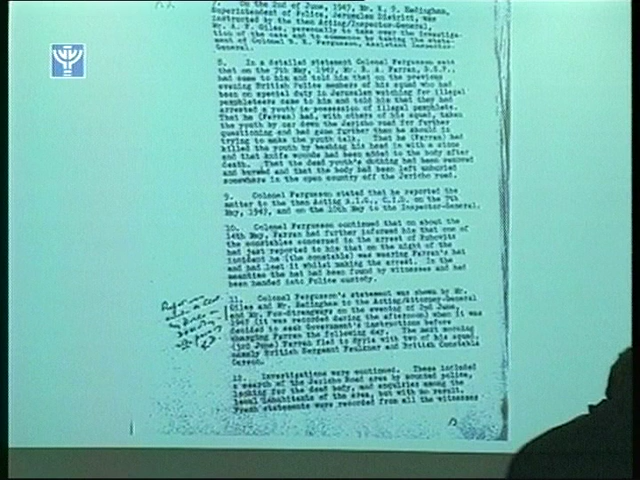 7. On the 2nd of June, 1947, Mr. K. P. Hadingham,
Superintendent of Police, Jerusalem District, was
instructed by the then Acting/Inspector-General,
Mr. A. F. Giles, personally to take over the investiga-
tion of the case and to commence by taking the state-
ment of Colonel B. E. Fergusson, Assistant Inspector-
General.
8. In a detailed statement Colonel Fergusson said
that on the 7th May, 1947, Mr. R. A. Farran, D.S.P.,
had come to him and told him that on the previous
evening British Police members of his squad who had
been on special duty in Jerusalem watching for illegal
pamphleteers came to him and told him that they had
arrested a youth in possession of illegal pamphlets.
That he (Farran) had, with others of his squad, taken
the youth by car down the Jericho road for further
questioning and had gone further than he should in
trying to make the youth talk. That he (Farran) had
killed the youth by bashing his head in with a stone
and that knife wounds had been added to the body after
death. That the dead youth's clothing had been removed
and burned and that the body had been left unburied
somewhere in the open country off the Jericho road.
9. Colonel Fergusson stated that he reported the
matter to the then Acting A.I.G., C.I.D. on the 7th
May, 1947, and on the 10th May to the Inspector-General.
10. Colonel Fergusson continued that on about the
14th May, Farran had further informed him that one of
the constables concerned in the arrest of Rubowitz
had just reported to him that on the night of the
incident he (the constable) was wearing Farran's hat
and had lost it whilst making the arrest. In the
meantime the hat had been found by witnesses and had
been handed into Police custody.
11. Colonel Fergusson's statement was shown by Mr.
Giles and Mr. Hadingham to the Acting/Attorney-General
and Mr. Fox-Strangways on the evening of 2nd June,
1947 (it was recorded during the afternoon) when it was
decided to seek Government's instructions before
charging Farran the following day. The next morning
(3rd June) Farran fled to Syria with two of his squad,
namely British Sergeant Faulkner and British Constable
Carson.
12. Investigations were continued. These included
a search of the Jericho Road area by mounted police,
looking for the dead body, and enquiries among the
local inhabitants of the area, but with no result.
Fresh statements were recorded from all the witnesses